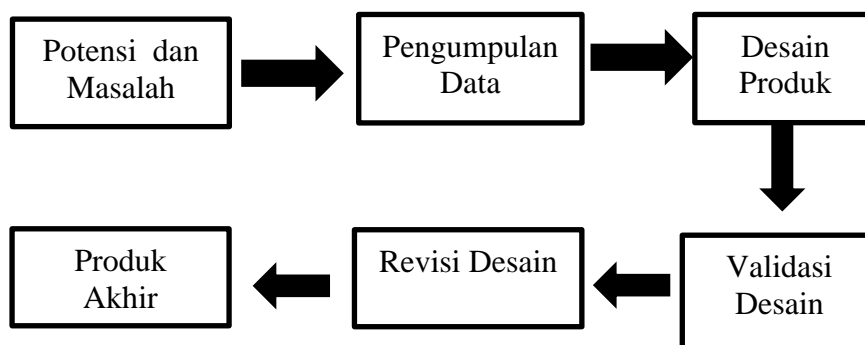 Potensi dan
Masalah
Pengumpulan
Data
Desain
Produk
Validasi
Desain
Revisi Desain
Produk
Akhir